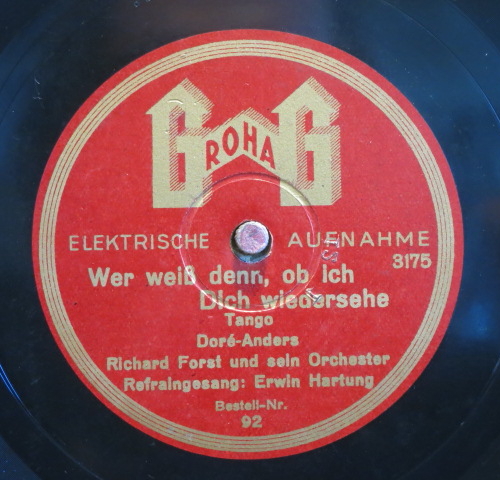 G ROHA G
ELEKTRISCHE AUFNAHME
3175
Wer weiß denn, ob ich
Dich wiedersehe
Tango
Doré-Anders
Richard Forst und sein Orchester
Refraingesang: Erwin Hartung
Bestell-Nr.
92